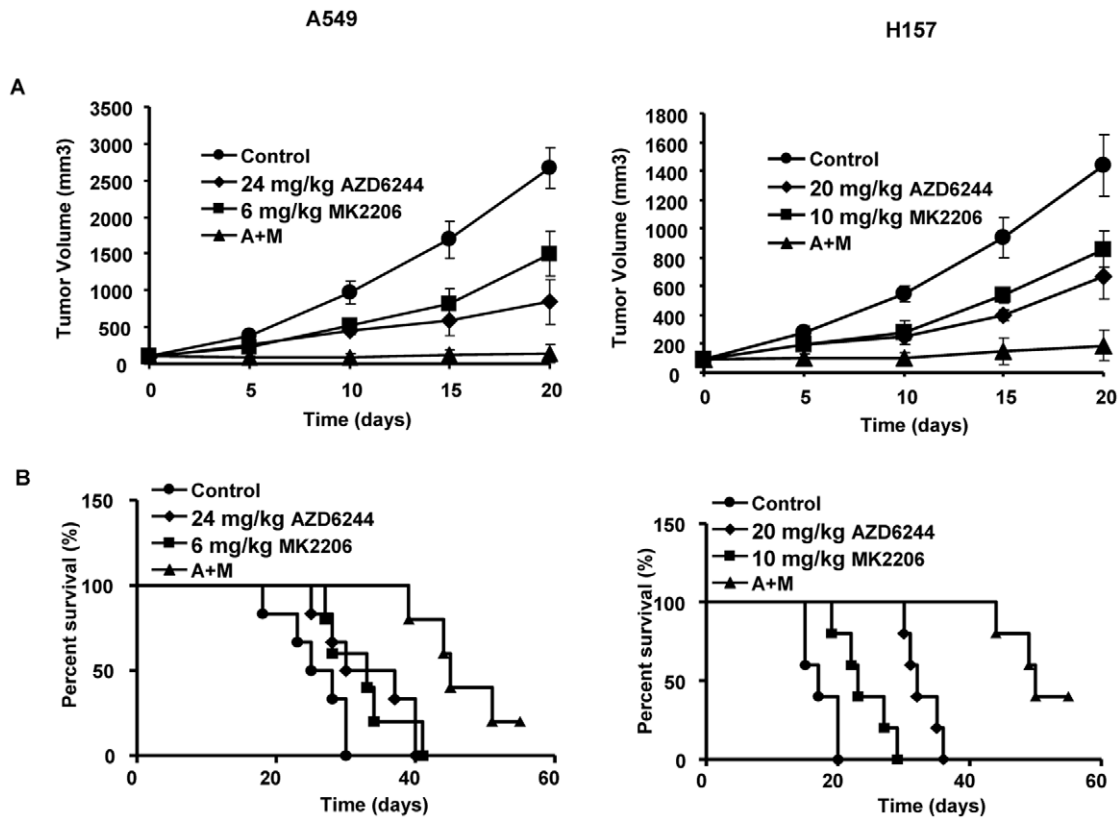 A549
H157
A
3500
3000
2500
2000
1500
1000
500
0
Tumor Volume (mm3)
Control
24 mg/kg AZD6244
6 mg/kg MK2206
A+M
0 5 10 15 20
Time (days)
1800
1600
1400
1200
1000
800
600
400
200
0
Tumor Volume (mm3)
Control
20 mg/kg AZD6244
10 mg/kg MK2206
A+M
0 5 10 15 20
Time (days)
B
150
100
50
0
Percent survival (%)
Control
24 mg/kg AZD6244
6 mg/kg MK2206
A+M
20 40 60
Time (days)
150
100
50
0
Percent survival (%)
Control
20 mg/kg AZD6244
10 mg/kg MK2206
A+M
0 20 40 60
Time (days)